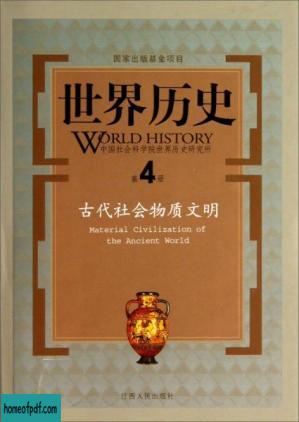 国家出版基金项目
世界历史
WORLD HISTORY
中国社会科学院世界历史研究所
第4册
古代社会物质文明
Material Civilization of
the Ancient World
江西人民出版社
homeofpdf.com